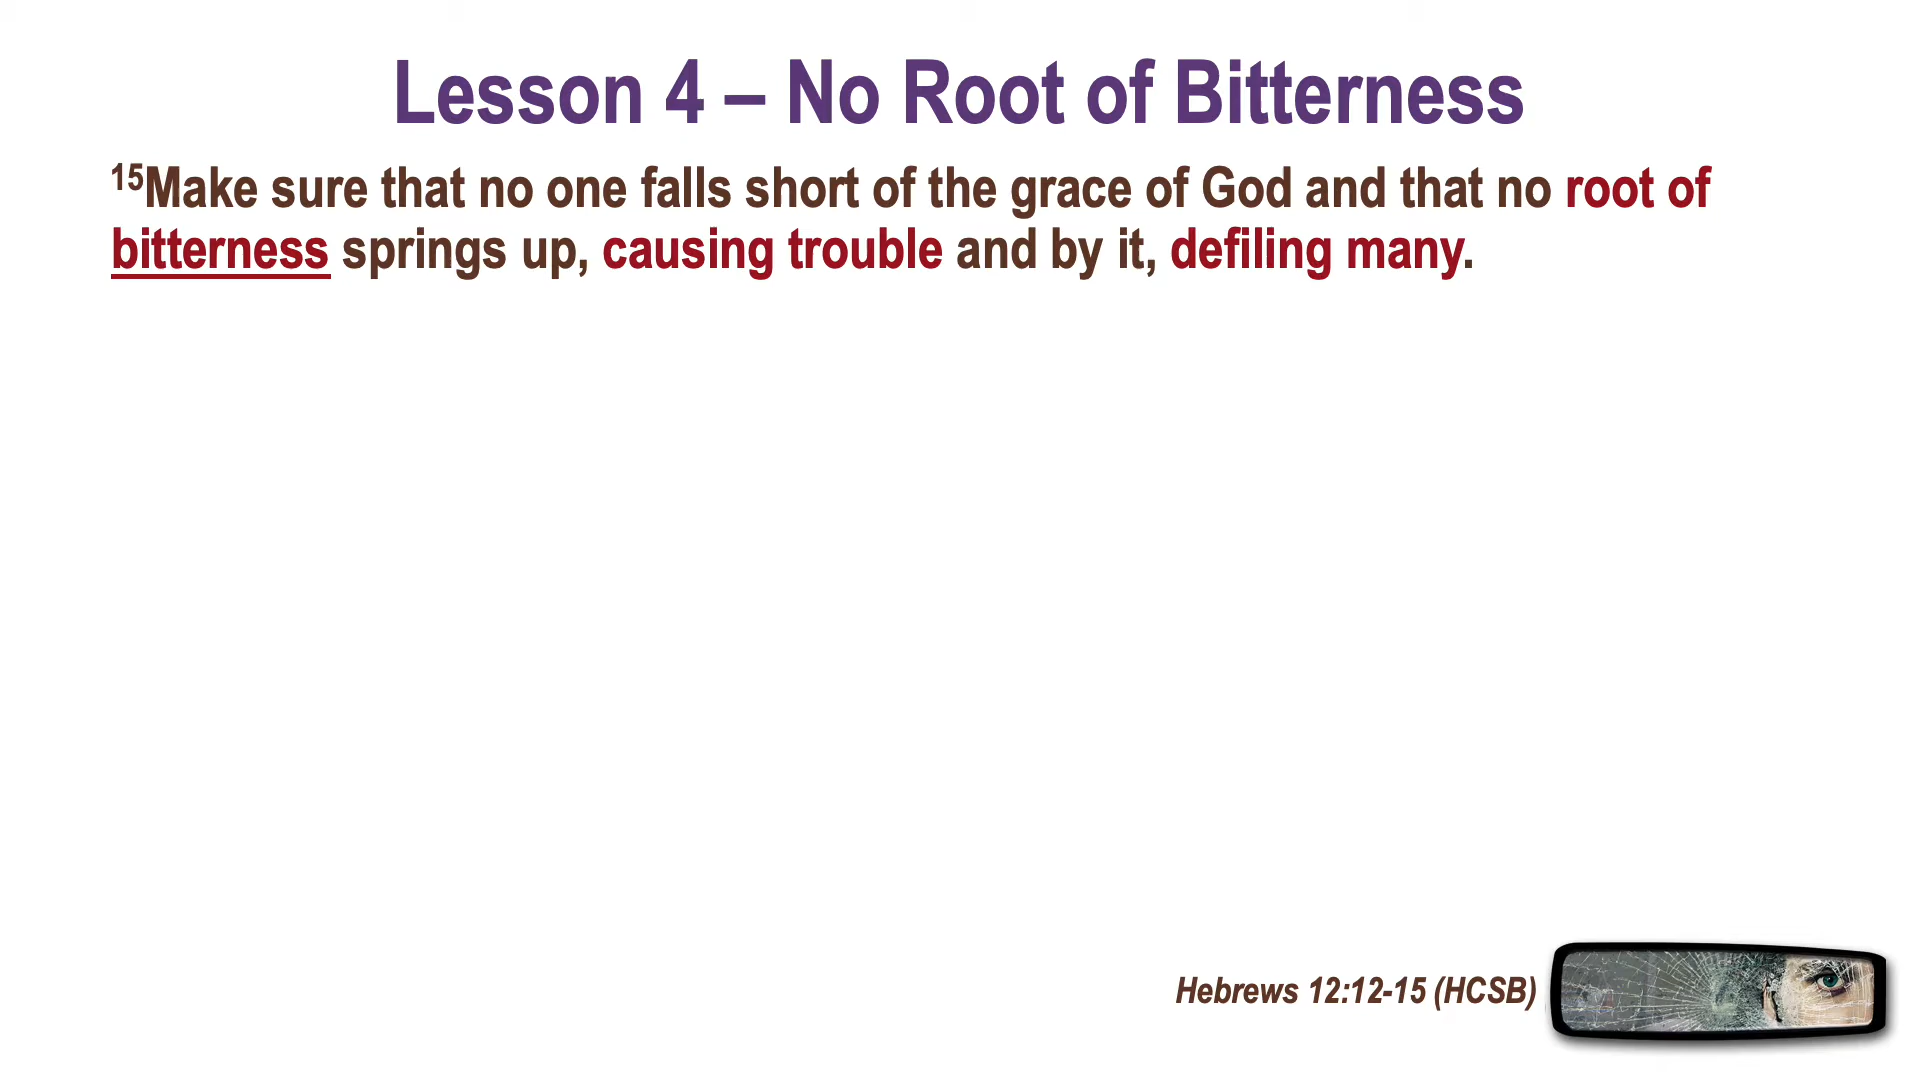 Lesson 4 – No Root of Bitterness
15Make sure that no one falls short of the grace of God and that no root of
bitterness springs up, causing trouble and by it, defiling many.
Hebrews 12:12-15 (HCSB)